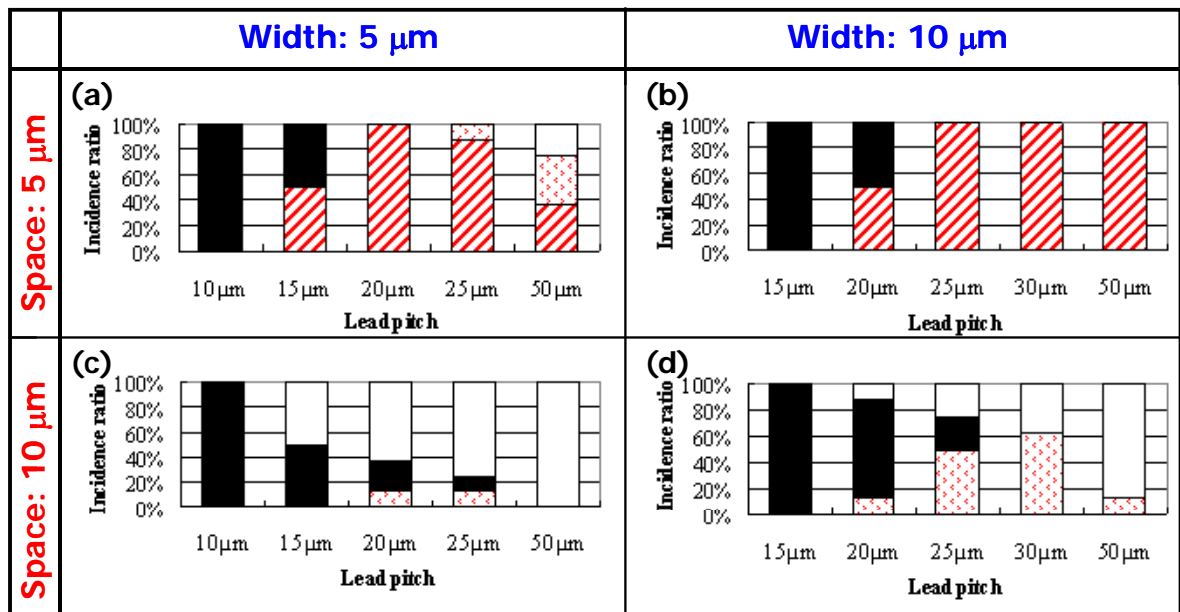 Width: 5 μm
Width: 10 μm
Space: 5 μm
(a)
Incidence ratio
100%
80%
60%
40%
20%
0%
10μm 15μm 20μm 25μm 50μm
Lead pitch
(b)
Incidence ratio
100%
80%
60%
40%
20%
0%
15μm 20μm 25μm 30μm 50μm
Lead pitch
Space: 10 μm
(c)
Incidence ratio
100%
80%
60%
40%
20%
0%
10μm 15μm 20μm 25μm 50μm
Lead pitch
(d)
Incidence ratio
100%
80%
60%
40%
20%
0%
15μm 20μm 25μm 30μm 50μm
Lead pitch